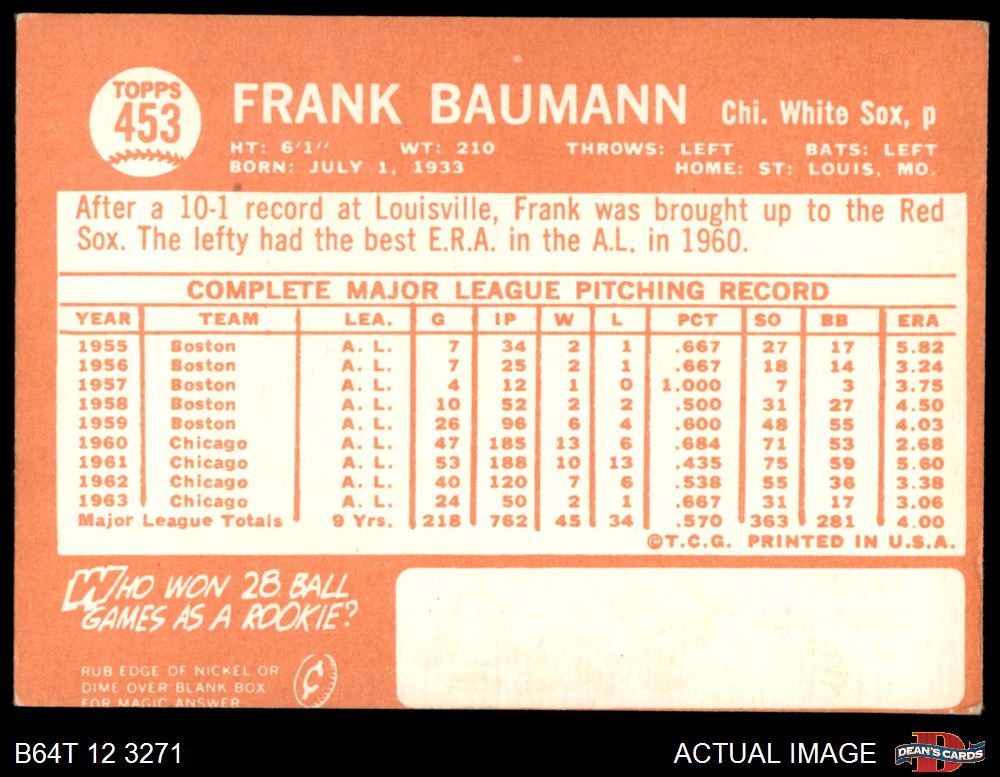 TOPPS
453
FRANK BAUMANN Chi. White Sox, p
HT: 6'1" WT: 210 THROWS: LEFT BATS: LEFT
BORN: JULY 1, 1933 HOME: ST: LOUIS, MO.
After a 10-1 record at Louisville, Frank was brought up to the Red
Sox. The lefty had the best E.R.A. in the A.L. in 1960.
COMPLETE MAJOR LEAGUE PITCHING RECORD
YEAR TEAM LEA. G IP W L PCT SO BB ERA
1955 Boston A. L. 7 34 2 1 .667 27 17 5.82
1956 Boston A. L. 7 25 2 1 .667 18 14 3.24
1957 Boston A. L. 4 12 1 0 1.000 7 3 3.75
1958 Boston A. L. 10 52 2 2 .500 31 27 4.50
1959 Boston A. L. 26 96 6 4 .600 48 55 4.03
1960 Chicago A. L. 47 185 13 6 .684 71 53 2.68
1961 Chicago A. L. 53 188 10 13 .435 75 59 5.60
1962 Chicago A. L. 40 120 7 6 .538 55 36 3.38
1963 Chicago A. L. 24 50 2 1 .667 31 17 3.06
Major League Totals 9 Yrs. 218 762 45 34 .570 363 281 4.00
©T.C.G. PRINTED IN U.S.A.
WHO WON 28 BALL
GAMES AS A ROOKIE?
RUB EDGE OF NICKEL OR
DIME OVER BLANK BOX
FOR MAGIC ANSWER
¢
B64T 12 3271 ACTUAL IMAGE DEAN'S CARDS